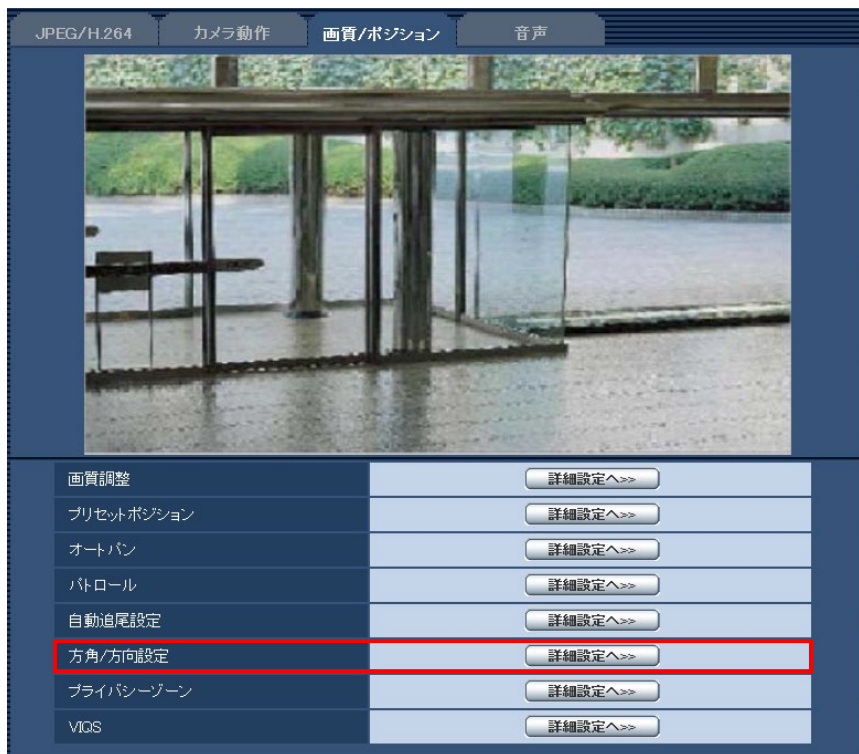 JPEG/H.264 カメラ動作 画質/ポジション 音声
画質調整 詳細設定へ>>
プリセットポジション 詳細設定へ>>
オートパン 詳細設定へ>>
パトロール 詳細設定へ>>
自動追尾設定 詳細設定へ>>
方角/方向設定 詳細設定へ>>
プライバシーゾーン 詳細設定へ>>
VIQS 詳細設定へ>>